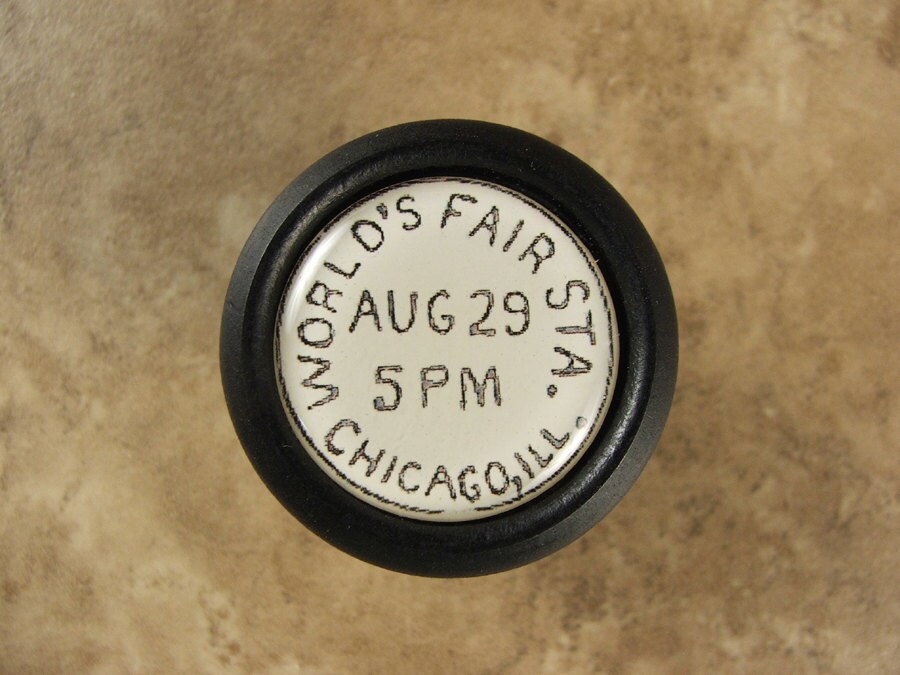 WORLD'S FAIR STA.
AUG 29
5 PM
CHICAGO, ILL.